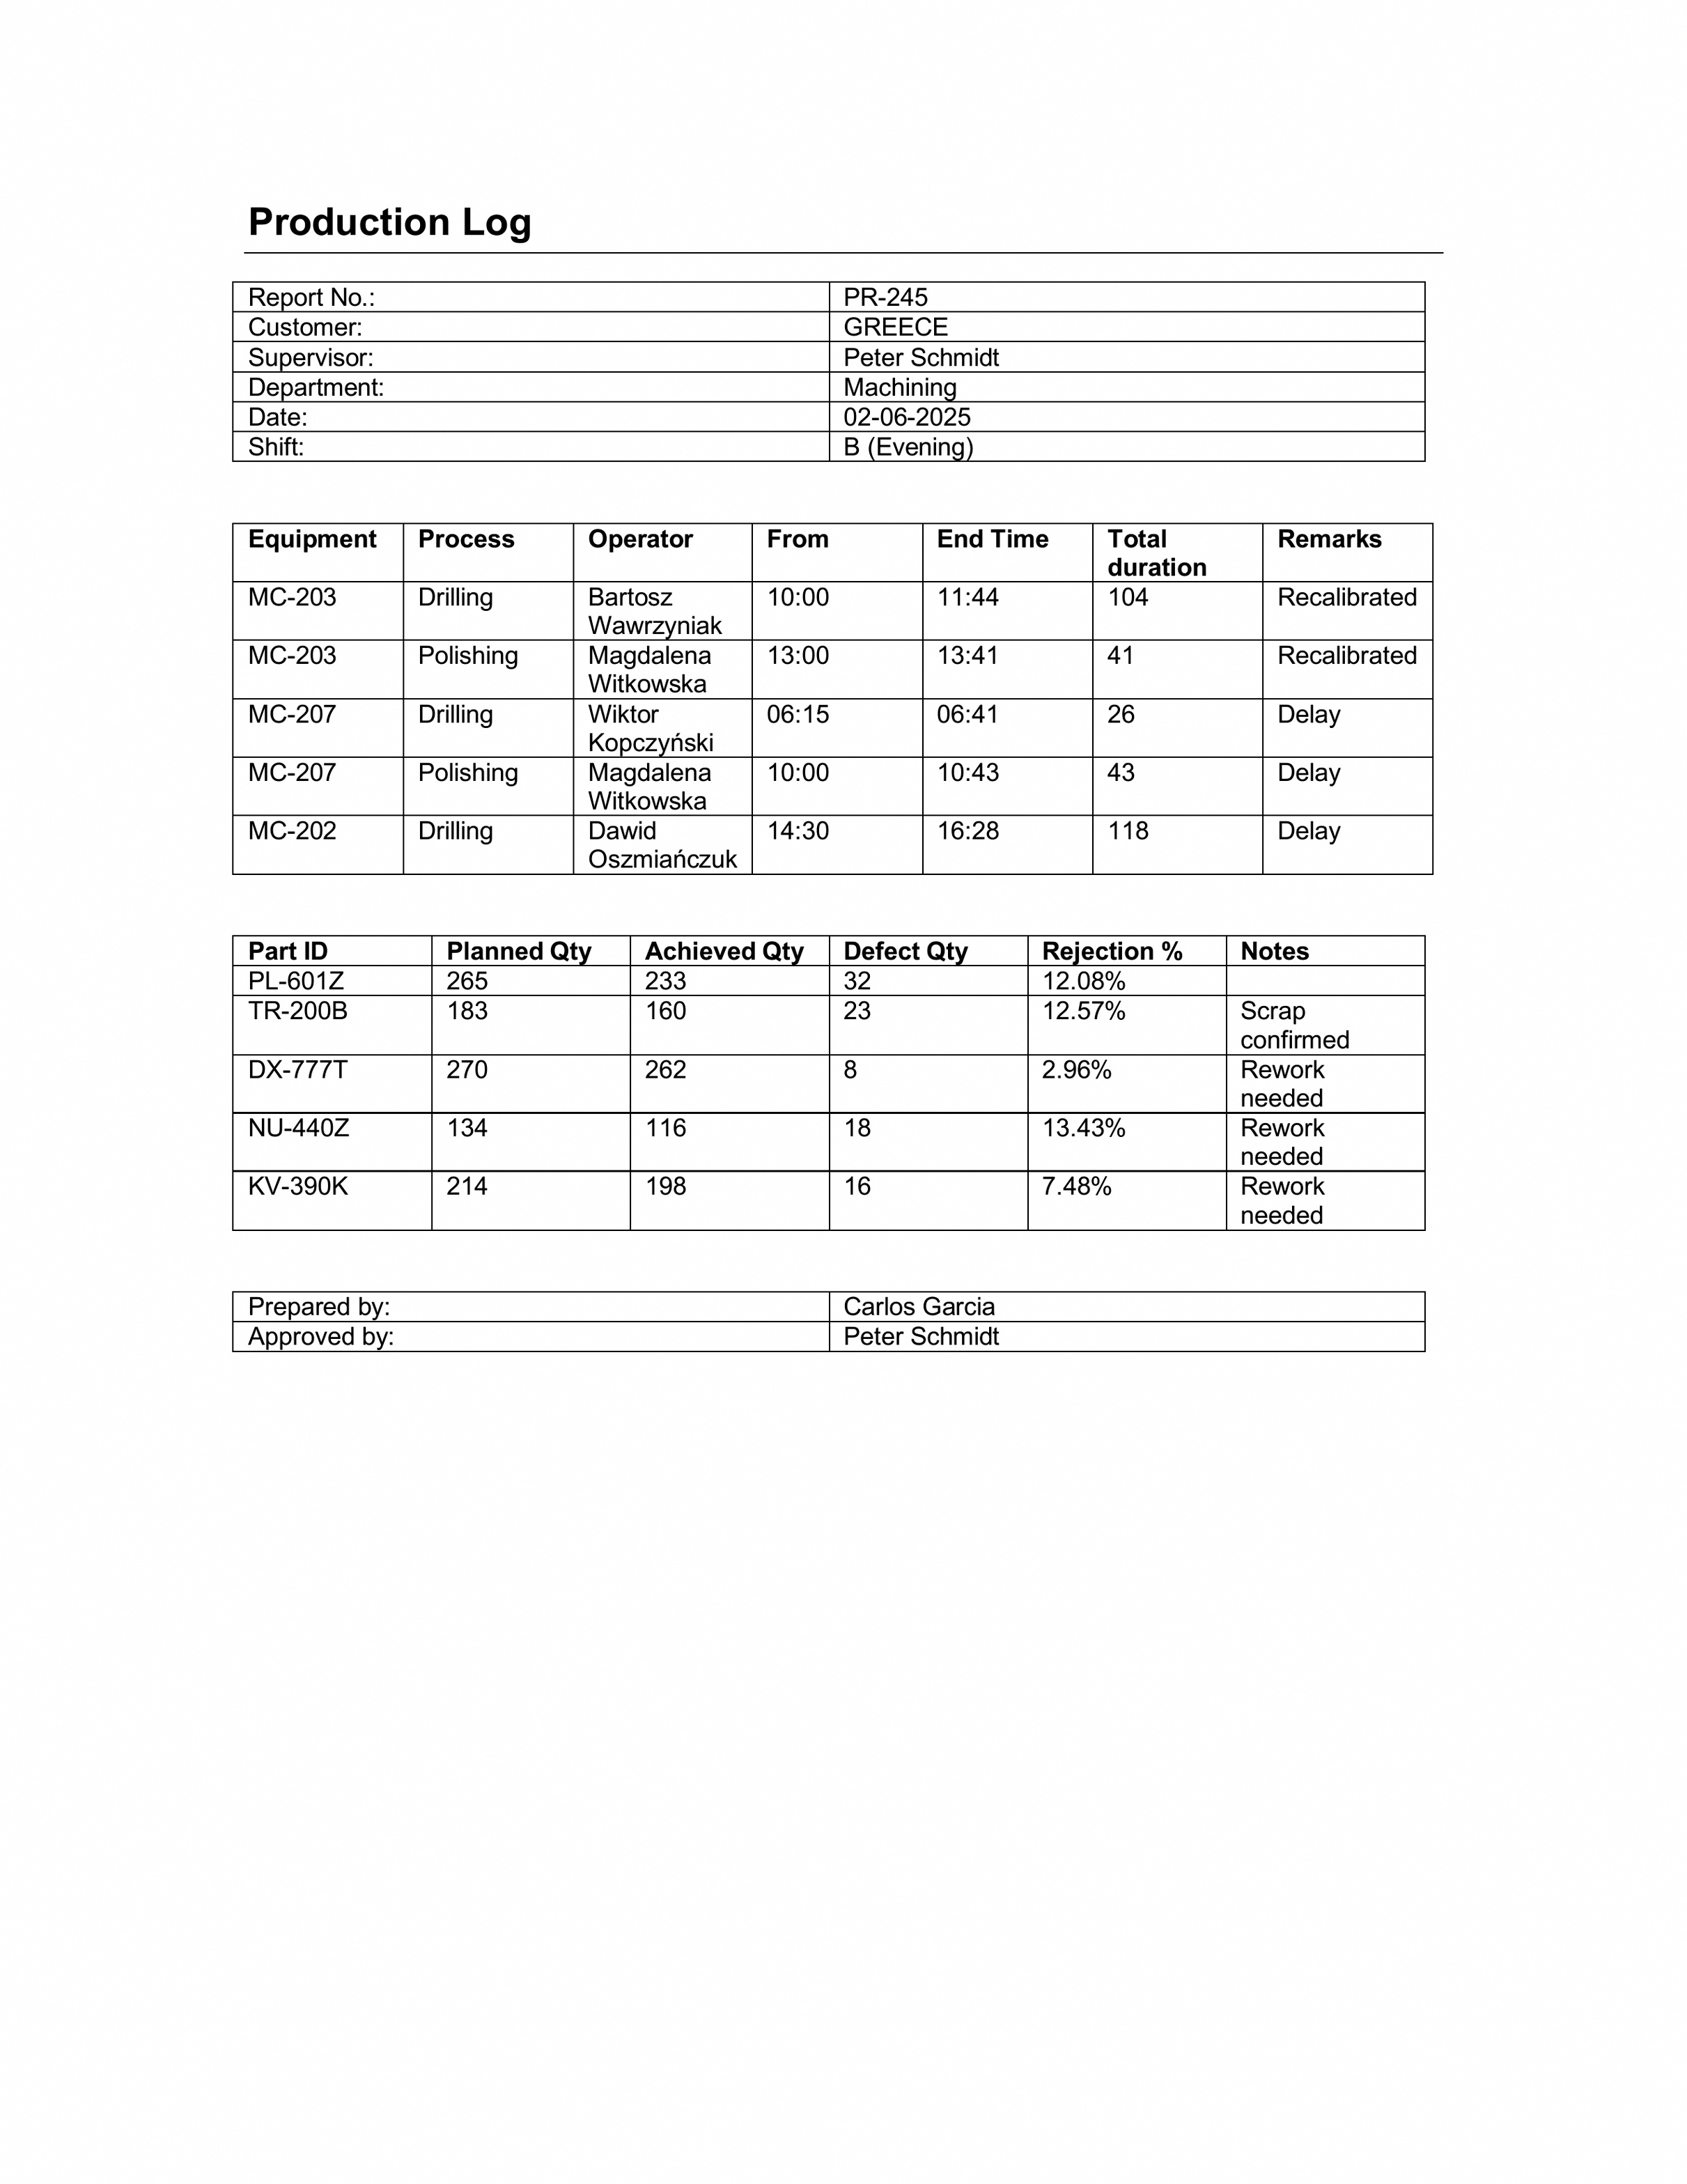 Production Log
Report No.: PR-245
Customer: GREECE
Supervisor: Peter Schmidt
Department: Machining
Date: 02-06-2025
Shift: B (Evening)
Equipment Process Operator From End Time Total duration Remarks
MC-203 Drilling Bartosz Wawrzyniak 10:00 11:44 104 Recalibrated
MC-203 Polishing Magdalena Witkowska 13:00 13:41 41 Recalibrated
MC-207 Drilling Wiktor Kopczyński 06:15 06:41 26 Delay
MC-207 Polishing Magdalena Witkowska 10:00 10:43 43 Delay
MC-202 Drilling Dawid Oszmiańczuk 14:30 16:28 118 Delay
Part ID Planned Qty Achieved Qty Defect Qty Rejection % Notes
PL-601Z 265 233 32 12.08%
TR-200B 183 160 23 12.57% Scrap confirmed
DX-777T 270 262 8 2.96% Rework needed
NU-440Z 134 116 18 13.43% Rework needed
KV-390K 214 198 16 7.48% Rework needed
Prepared by: Carlos Garcia
Approved by: Peter Schmidt